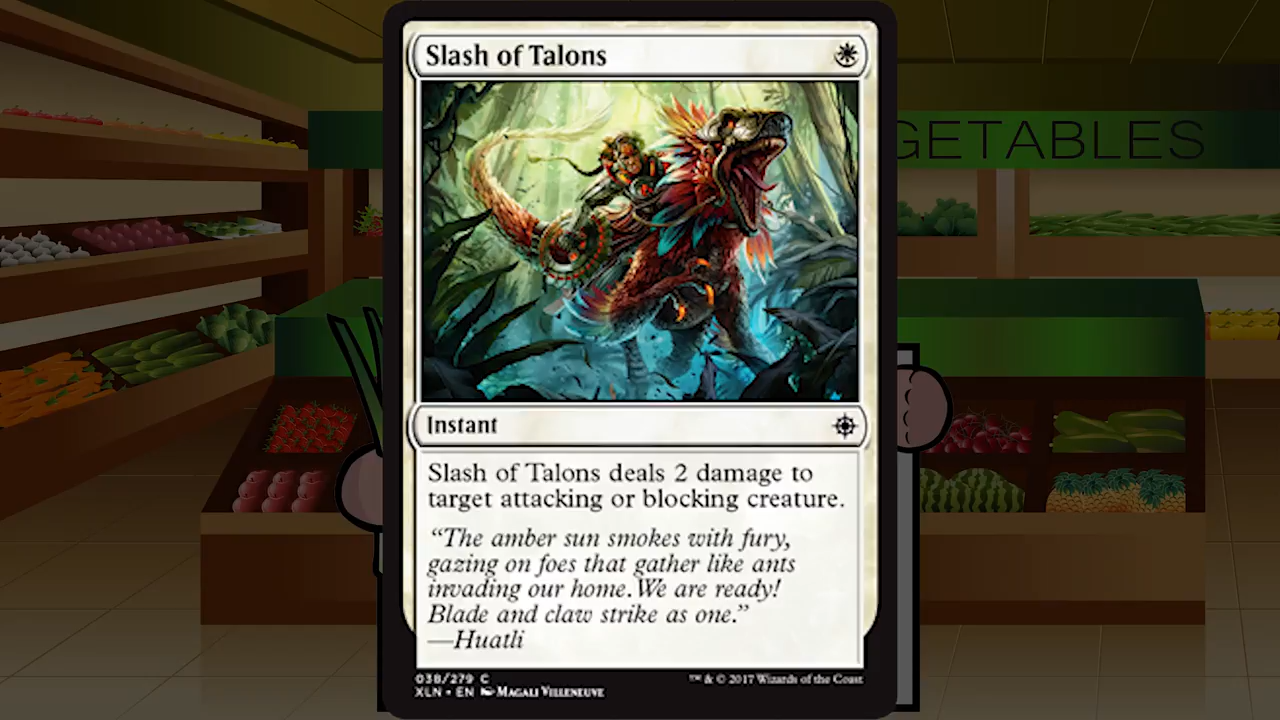 Slash of Talons
GETABLES
Instant
Slash of Talons deals 2 damage to
target attacking or blocking creature.
“The amber sun smokes with fury,
gazing on foes that gather like ants
invading our home. We are ready!
Blade and claw strike as one.”
—Huatli
038/279 C
™ & © 2017 Wizards of the Coast
XLN • EN Magali Villeneuve